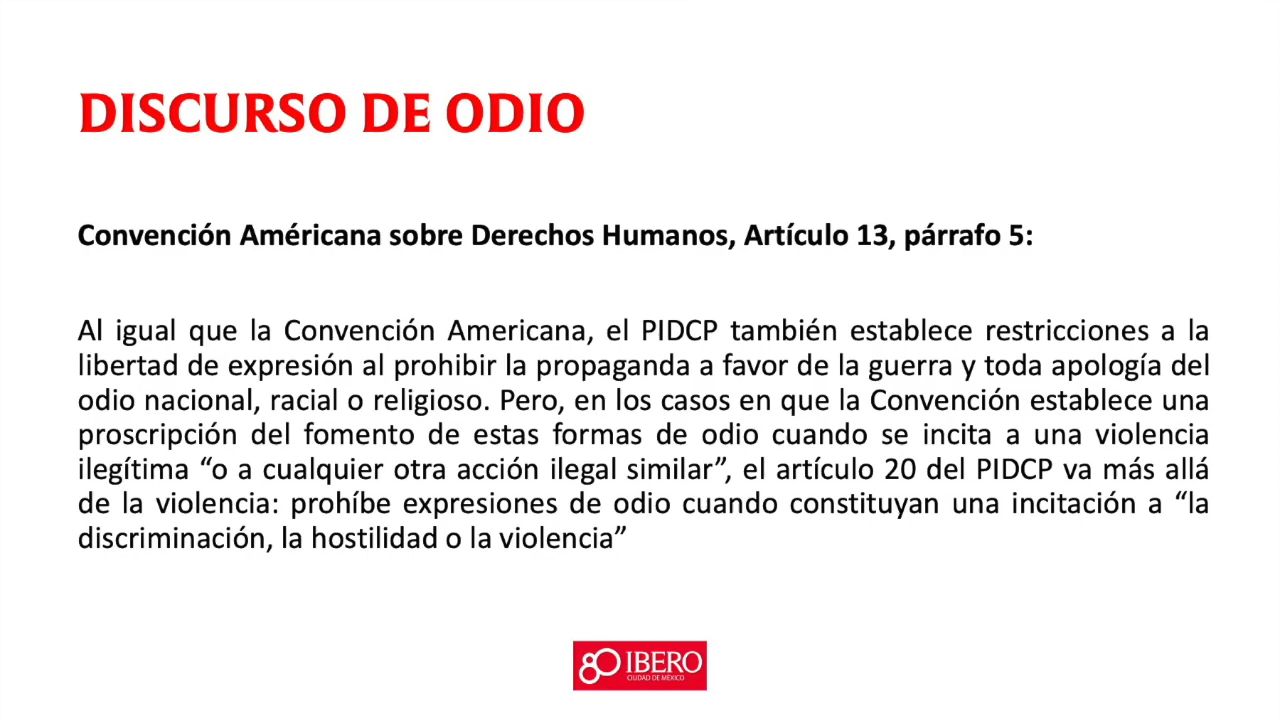 DISCURSO DE ODIO
Convención Américana sobre Derechos Humanos, Artículo 13, párrafo 5:
Al igual que la Convención Americana, el PIDCP también establece restricciones a la
libertad de expresión al prohibir la propaganda a favor de la guerra y toda apología del
odio nacional, racial o religioso. Pero, en los casos en que la Convención establece una
proscripción del fomento de estas formas de odio cuando se incita a una violencia
ilegítima “o a cualquier otra acción ilegal similar”, el artículo 20 del PIDCP va más allá
de la violencia: prohíbe expresiones de odio cuando constituyan una incitación a “la
discriminación, la hostilidad o la violencia”
80 IBERO
CIUDAD DE MÉXICO